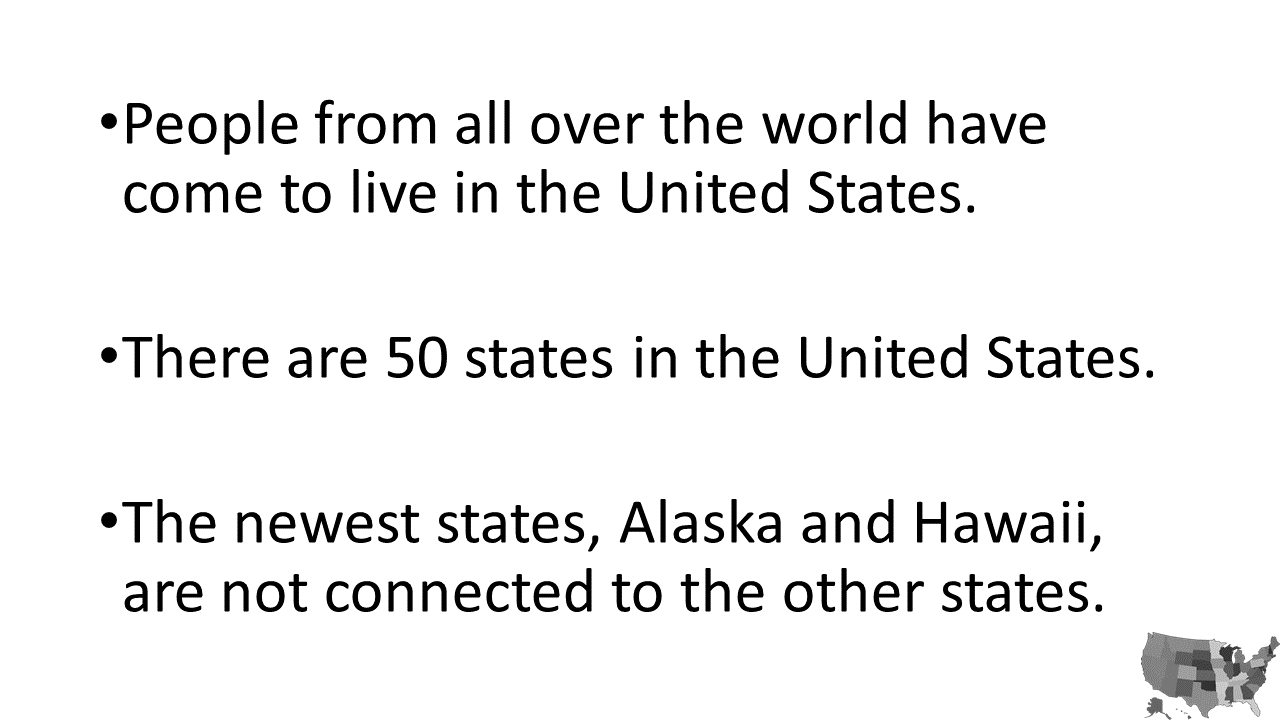 •People from all over the world have
come to live in the United States.
•There are 50 states in the United States.
•The newest states, Alaska and Hawaii,
are not connected to the other states.